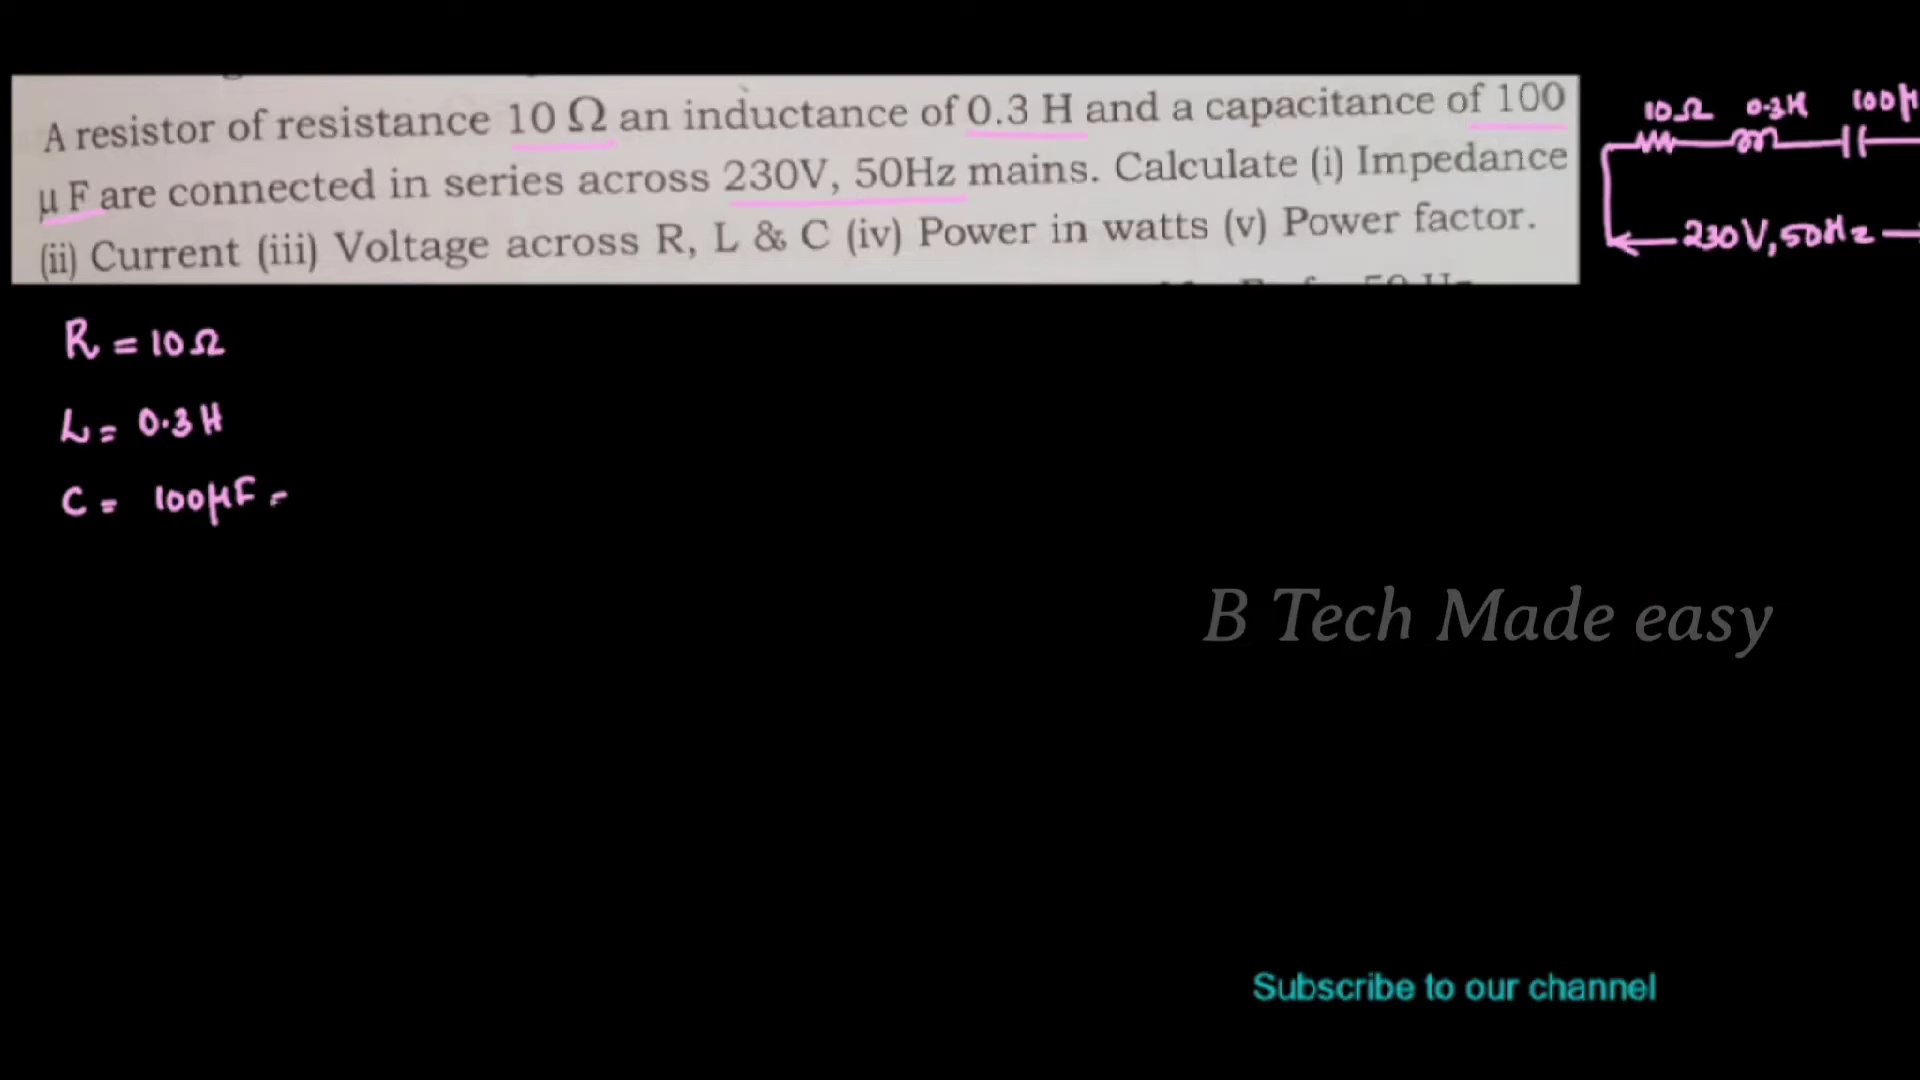 A resistor of resistance 10 Ω an inductance of 0.3 H and a capacitance of 100
μ F are connected in series across 230V, 50Hz mains. Calculate (i) Impedance
(ii) Current (iii) Voltage across R, L & C (iv) Power in watts (v) Power factor.
10Ω 0.3H 100μ
230V, 50Hz
R = 10Ω
L = 0.3H
C = 100μF =
B Tech Made easy
Subscribe to our channel